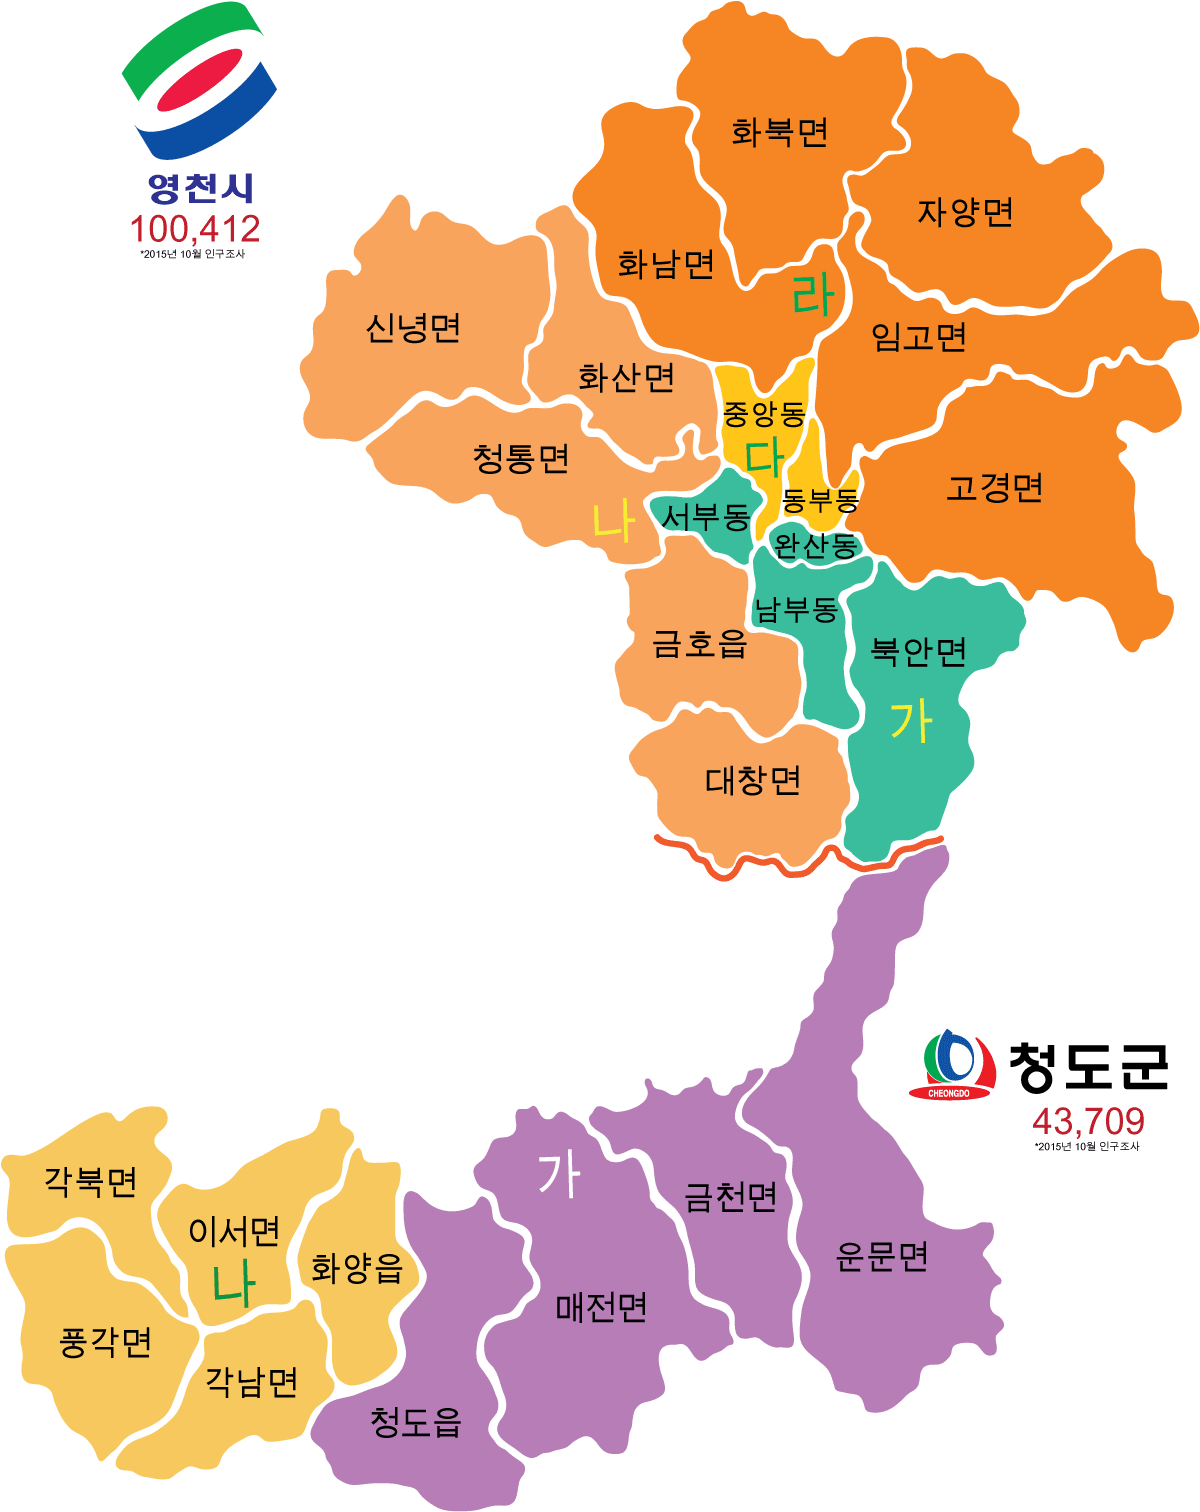 영천시
100,412
*2015년 10월 인구조사
화북면
자양면
화남면
라
신녕면
임고면
화산면
중앙동
청통면
다
고경면
나
서부동
동부동
완산동
남부동
금호읍
북안면
가
대창면
CHEONGDO
청도군
43,709
*2015년 10월 인구조사
각북면
가
금천면
이서면
나
화양읍
운문면
매전면
풍각면
각남면
청도읍